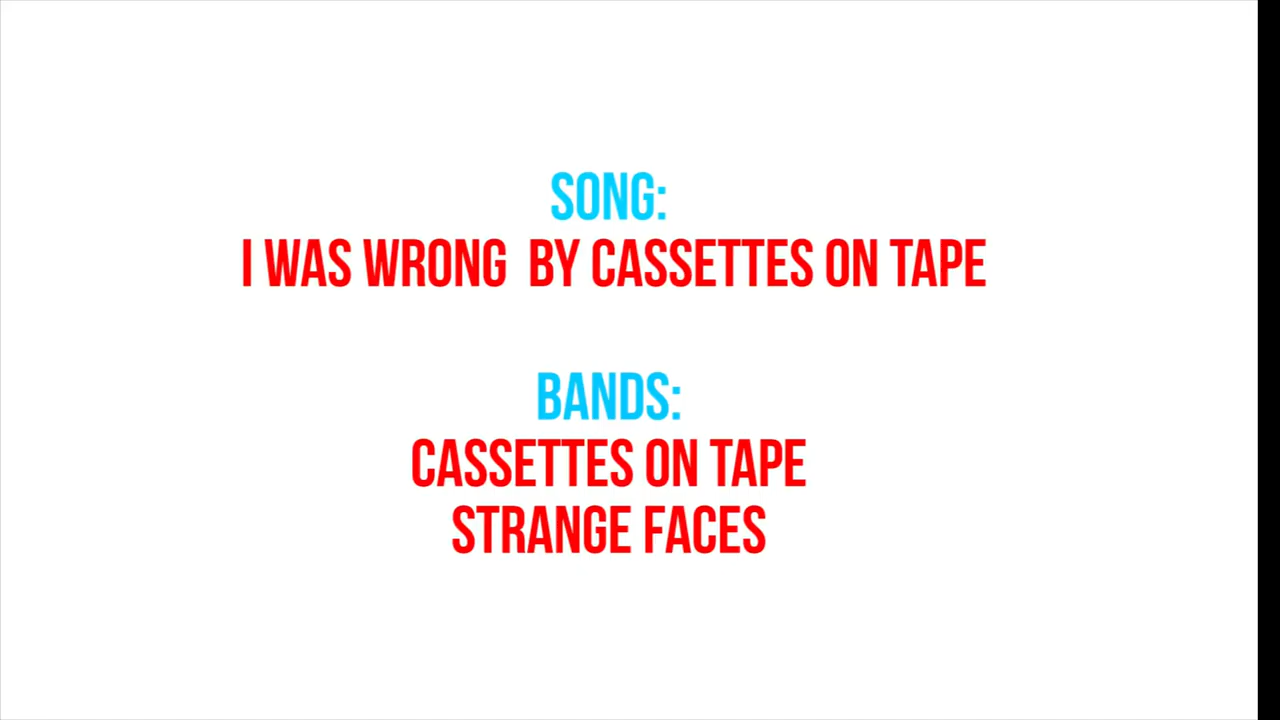 SONG:
I WAS WRONG  BY CASSETTES ON TAPE
BANDS:
CASSETTES ON TAPE
STRANGE FACES